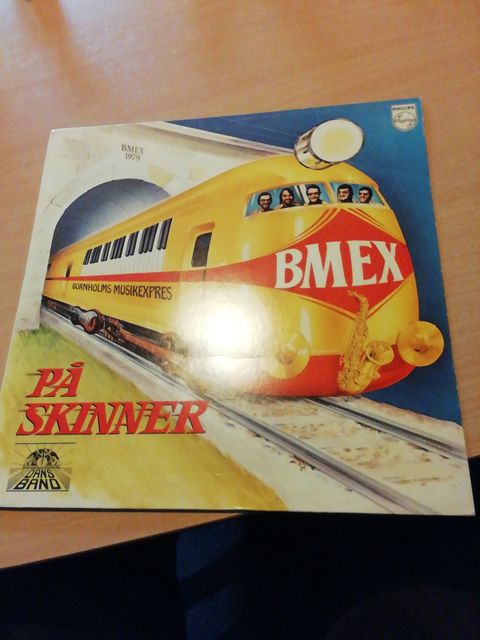 PHILIPS
BMEX
1979
BMEX
BORNHOLMS MUSIKEXPRES
PÅ
SKINNER
DANS
BAND